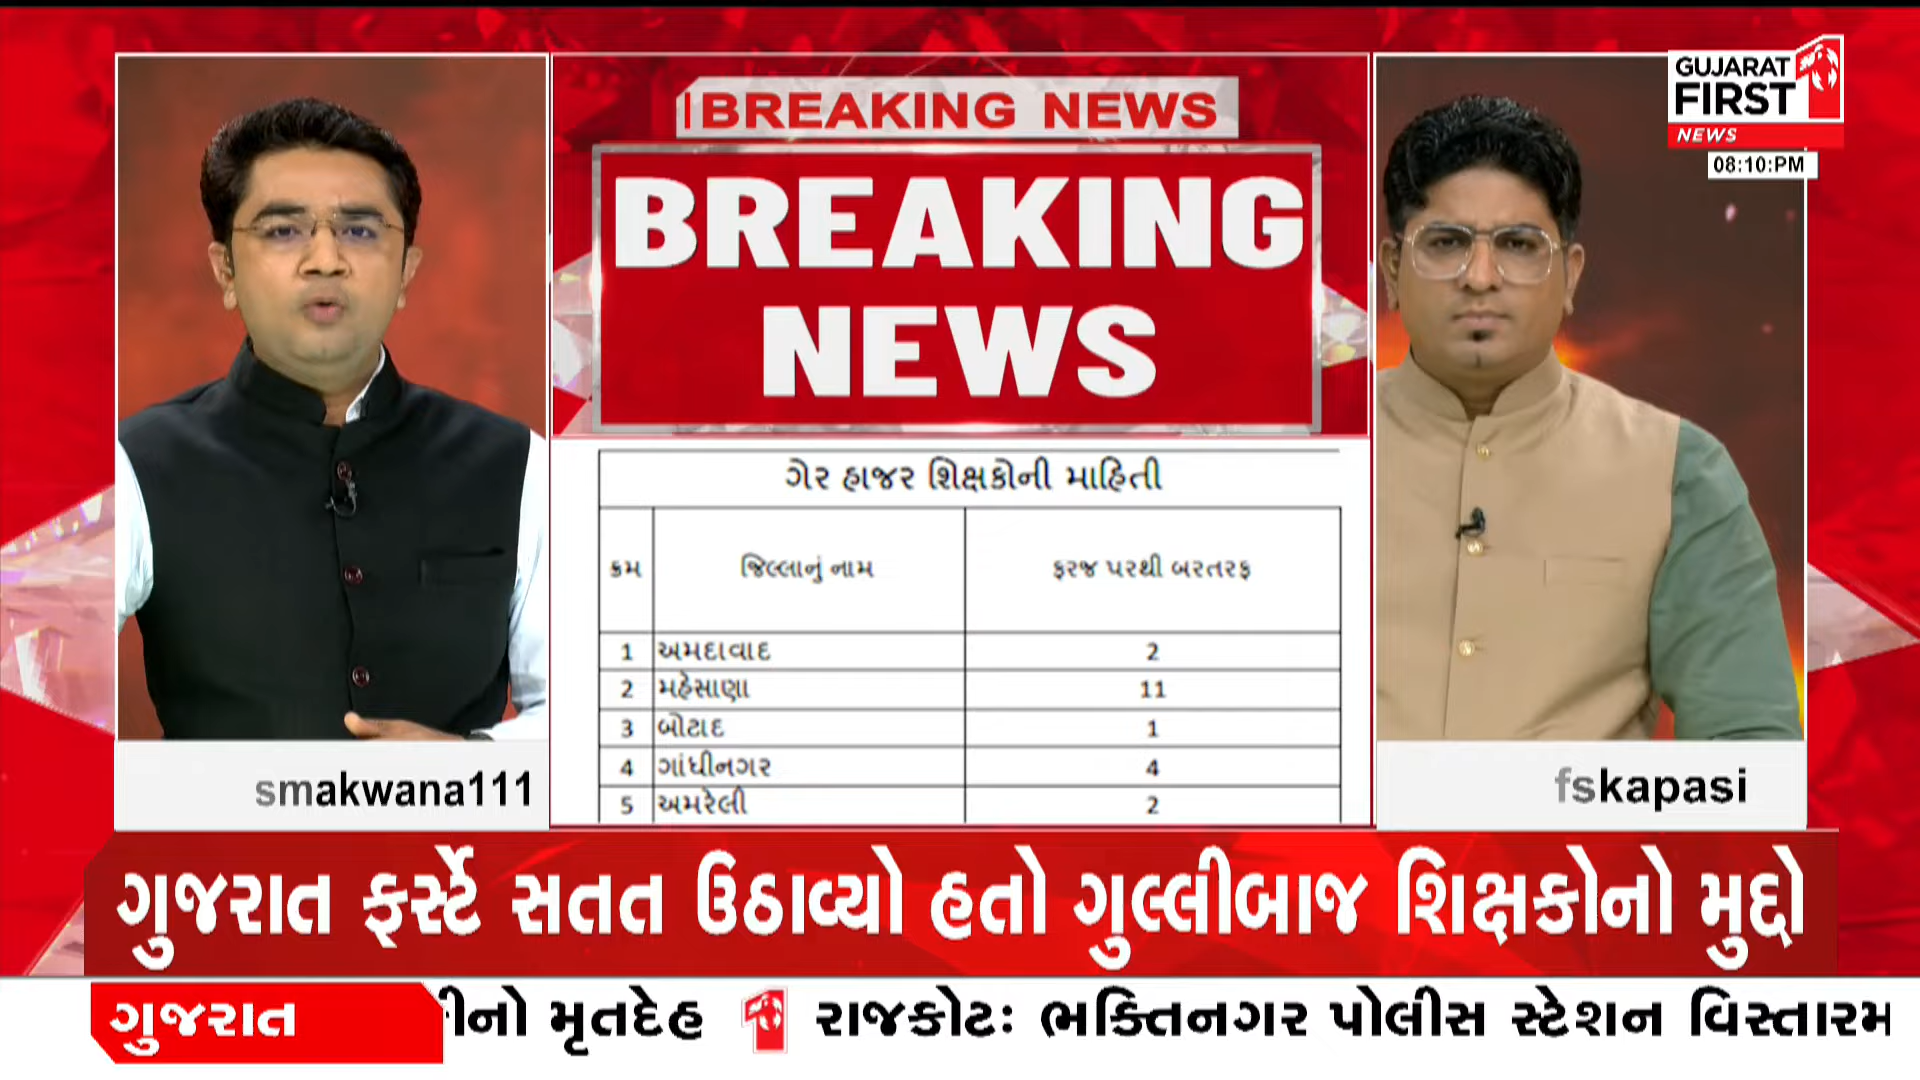 GUJARAT
FIRST
NEWS
08:10:PM
BREAKING NEWS
BREAKING
NEWS
ગેર હાજર શિક્ષકોની માહિતી
ક્રમ જિલ્લાનું નામ ફરજ પરથી બરતરફ
1 અમદાવાદ 2
2 મહેસાણા 11
3 બોટાદ 1
4 ગાંધીનગર 4
5 અમરેલી 2
smakwana111
fskapasi
ગુજરાત ફર્સ્ટે સતત ઉઠાવ્યો હતો ગુલ્લીબાજ શિક્ષકોનો મુદ્દો
ગુજરાત મૃતદેહ રાજકોટઃ ભક્તિનગર પોલીસ સ્ટેશન વિસ્તારમ